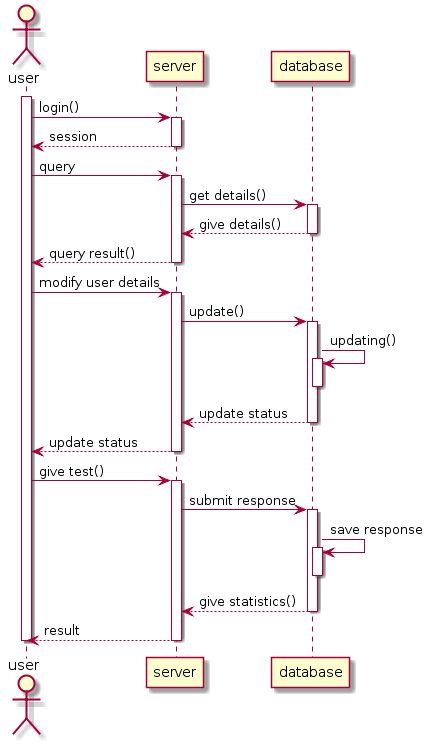 user
server
database
login()
session
query
get details()
give details()
query result()
modify user details
update()
updating()
update status
update status
give test()
submit response
save response
give statistics()
result
user
server
database